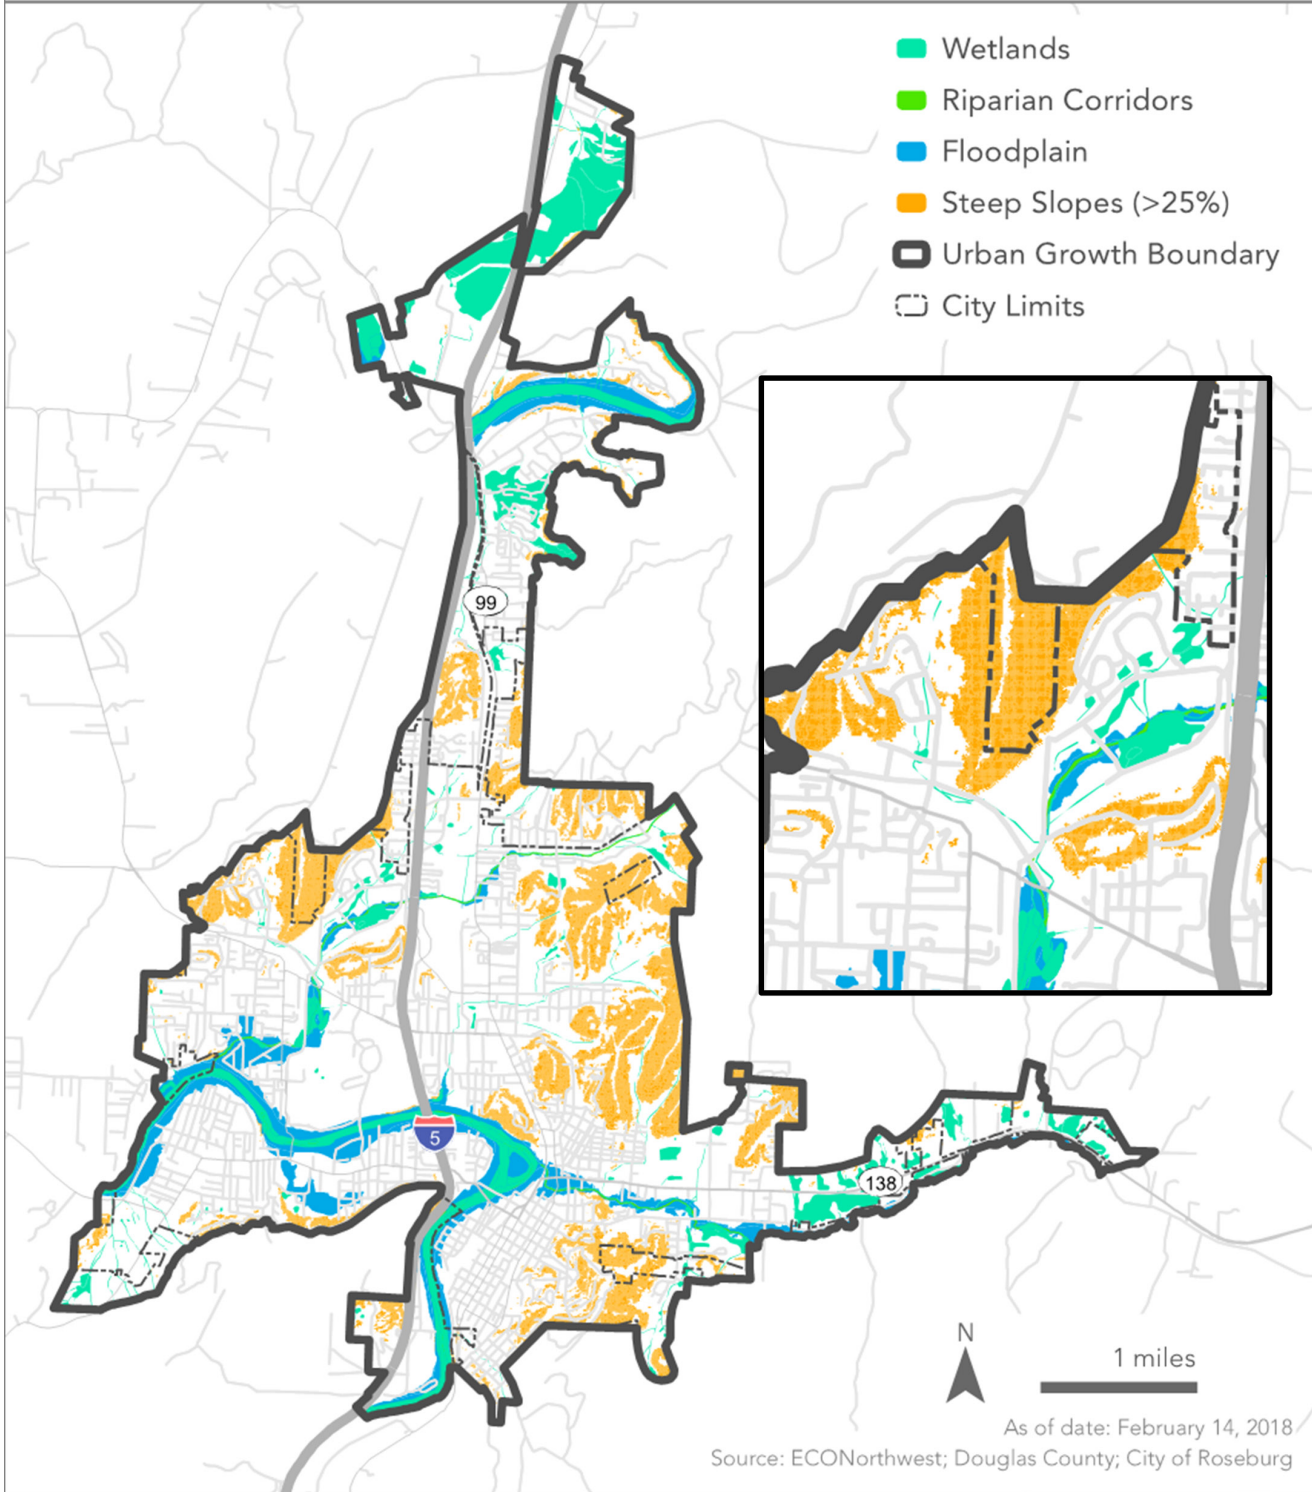 Wetlands
Riparian Corridors
Floodplain
Steep Slopes (>25%)
Urban Growth Boundary
City Limits
99
5
138
N
1 miles
As of date: February 14, 2018
Source: ECONorthwest; Douglas County; City of Roseburg